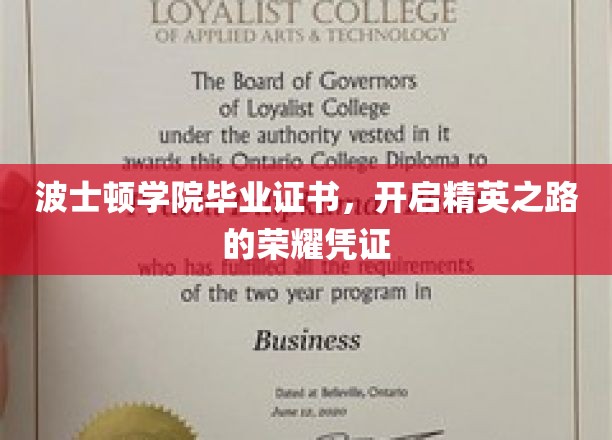 LOYALIST COLLEGE
OF APPLIED ARTS & TECHNOLOGY
The Board of Governors
of Loyalist College
under the authority vested in it
awards this Ontario College Diploma to
波士顿学院毕业证书，开启精英之路
的荣耀凭证
who has fulfilled all the requirements
of the two year program in
Business
Dated at Belleville, Ontario
June 12, 2020